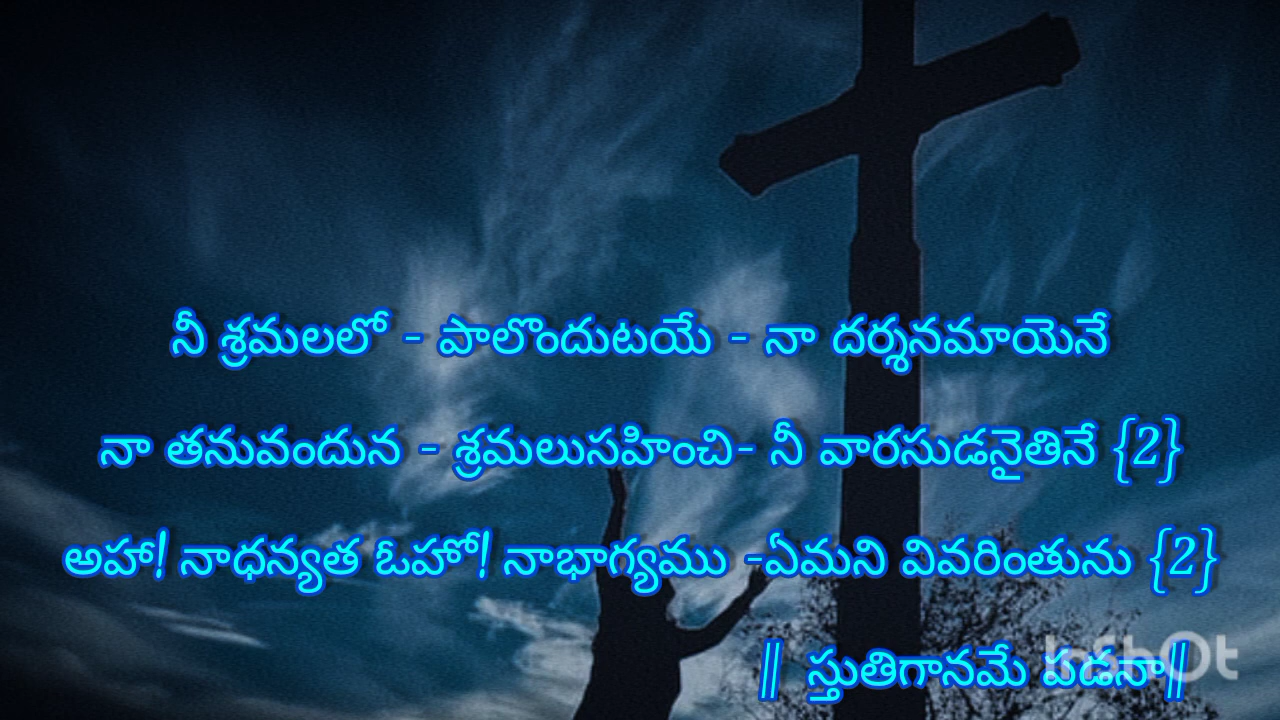 నీ శ్రమలలో - పాలొందుటయే - నా దర్శనమాయెనే
నా తనువందున - శ్రమలుసహించి- నీ వారసుడనైతినే {2}
అహా! నాధన్యత ఓహో! నాభాగ్యము -ఏమని వివరింతును {2}
|| స్తుతిగానమే పడనా||
InShOt